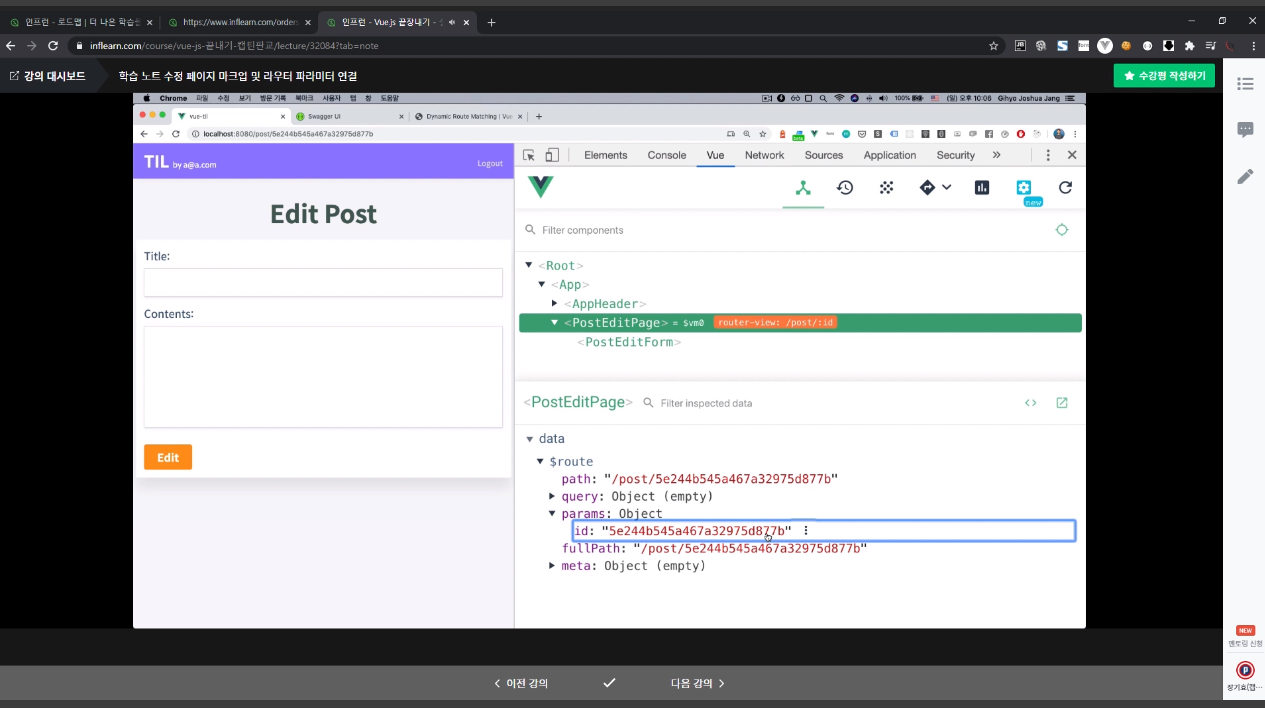 인프런 - 로드맵 | 더 나은 학습을
https://www.inflearn.com/order
인프런 - Vue.js 끝장내기 -
inflearn.com/course/vue-js-끝내기-캡틴판교/lecture/32084?tab=note
강의 대시보드
학습 노트 수정 페이지 마크업 및 라우터 파라미터 연결
수강평 작성하기
Chrome 파일 수정 보기 방문 기록 북마크 사용자 탭 창 도움말
100% (일) 오후 10:06 Gihyo Joshua Jang
vue-til
Swagger UI
Dynamic Route Matching | Vue
localhost:8080/post/5e244b545a467a32975d877b
TIL by a@a.com
Logout
Elements Console Vue Network Sources Application Security
new
Edit Post
Filter components
Title:
Contents:
Edit
<Root>
<App>
<AppHeader>
<PostEditPage> = $vm0 router-view: /post/:id
<PostEditForm>
<PostEditPage> Filter inspected data
data
$route
path: "/post/5e244b545a467a32975d877b"
query: Object (empty)
params: Object
id: "5e244b545a467a32975d877b"
fullPath: "/post/5e244b545a467a32975d877b"
meta: Object (empty)
NEW
멘토링 신청
장기효(캡…
이전 강의
다음 강의